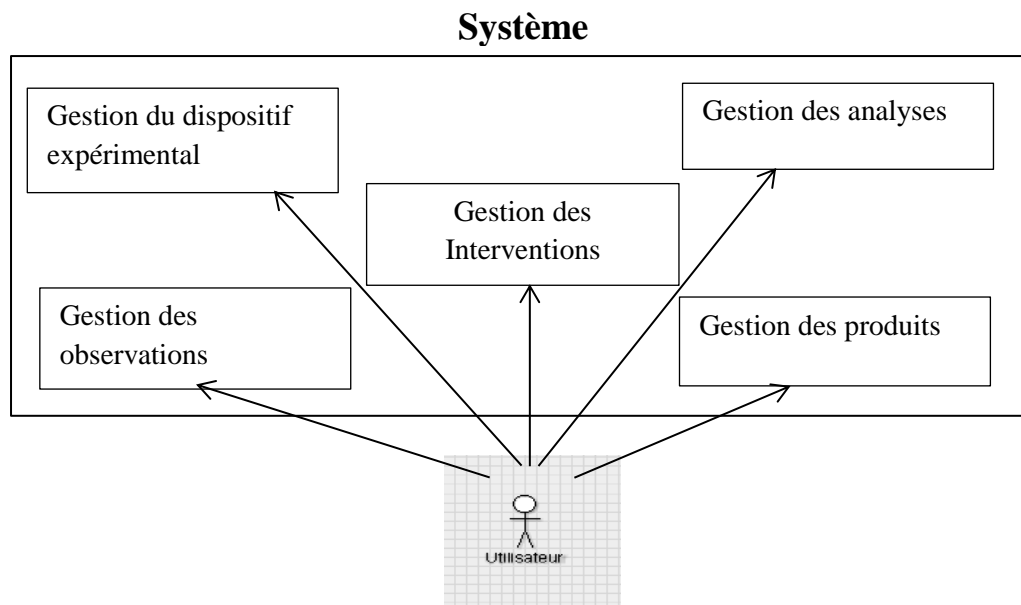 Système
Gestion du dispositif
expérimental
Gestion des analyses
Gestion des
Interventions
Gestion des
observations
Gestion des produits
Utilisateur